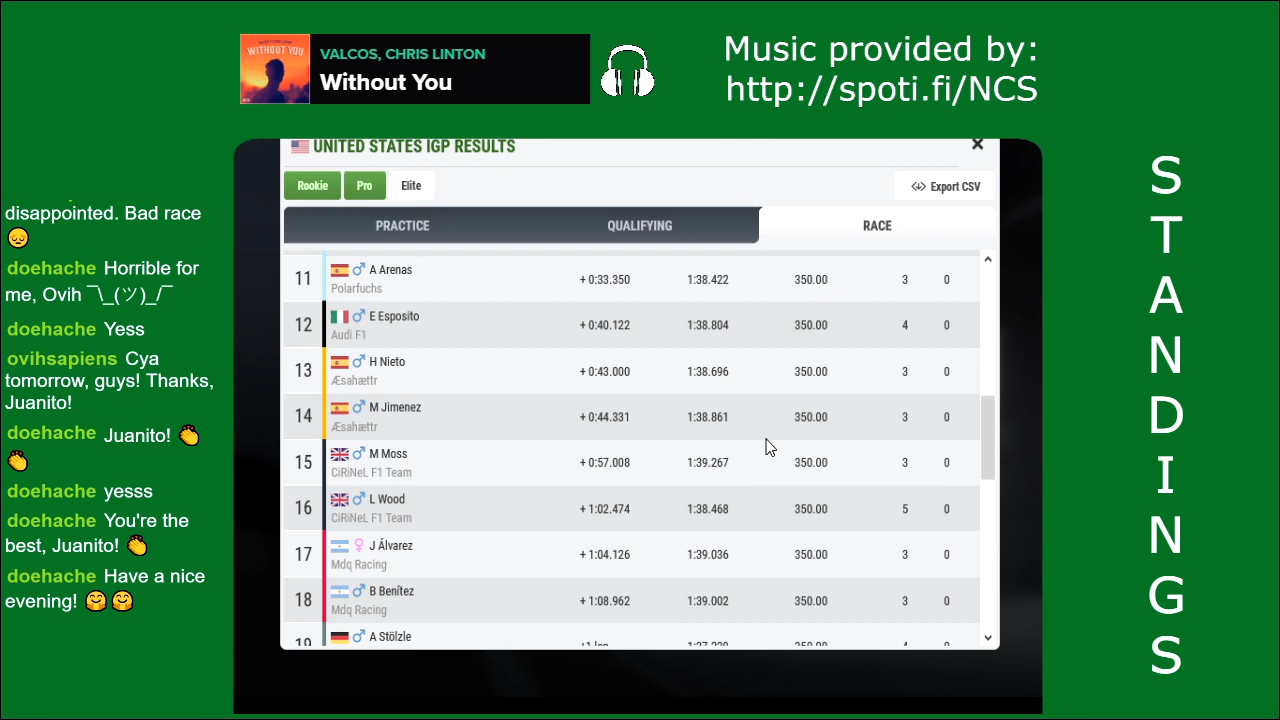 VALCOS, CHRIS LINTON
Without You
WITHOUT YOU
Music provided by:
http://spoti.fi/NCS
disappointed. Bad race
😞
doehache Horrible for
me, Ovih ¯\_(ツ)_/¯
doehache Yess
ovihsapiens Cya
tomorrow, guys! Thanks,
Juanito!
doehache Juanito! 👏
👏
doehache yesss
doehache You're the
best, Juanito! 👏
doehache Have a nice
evening! 🤗 🤗
UNITED STATES IGP RESULTS
Rookie Pro Elite Export CSV
PRACTICE QUALIFYING RACE
11 A Arenas + 0:33.350 1:38.422 350.00 3 0
Polarfuchs
12 E Esposito + 0:40.122 1:38.804 350.00 4 0
Audi F1
13 H Nieto + 0:43.000 1:38.696 350.00 3 0
Æsahættr
14 M Jimenez + 0:44.331 1:38.861 350.00 3 0
Æsahættr
15 M Moss + 0:57.008 1:39.267 350.00 3 0
CiRiNeL F1 Team
16 L Wood + 1:02.474 1:38.468 350.00 5 0
CiRiNeL F1 Team
17 J Álvarez + 1:04.126 1:39.036 350.00 3 0
Mdq Racing
18 B Benítez + 1:08.962 1:39.002 350.00 3 0
Mdq Racing
19 A Stölzle
S
T
A
N
D
I
N
G
S